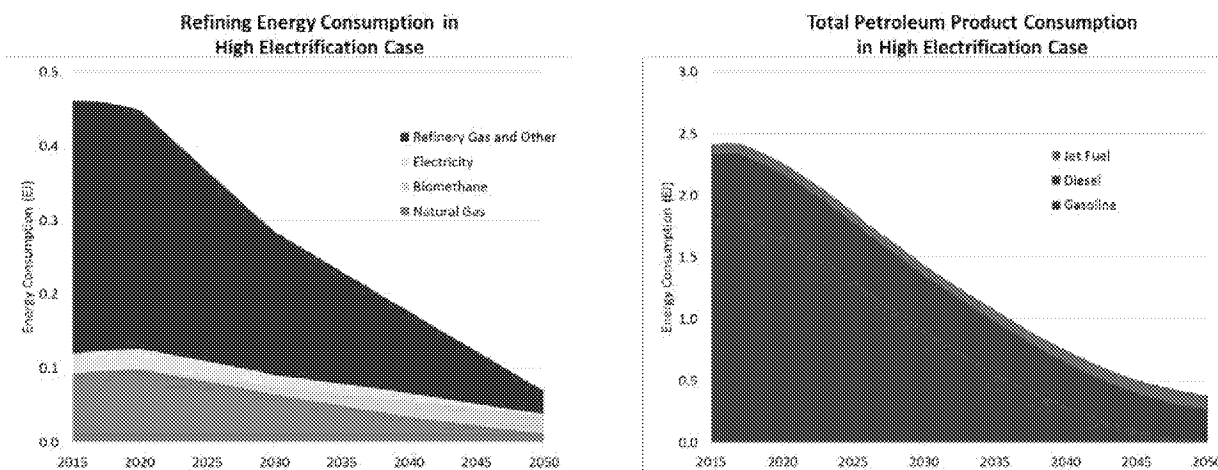 Refining Energy Consumption in
High Electrification Case
0.5
0.4
0.3
0.2
0.1
0.0
Energy Consumption (EJ)
Refinery Gas and Other
Electricity
Biomethane
Natural Gas
2015 2020 2025 2030 2035 2040 2045 2050
Total Petroleum Product Consumption
in High Electrification Case
3.0
2.5
2.0
1.5
1.0
0.5
0.0
Energy Consumption (EJ)
Jet Fuel
Diesel
Gasoline
2015 2020 2025 2030 2035 2040 2045 2050